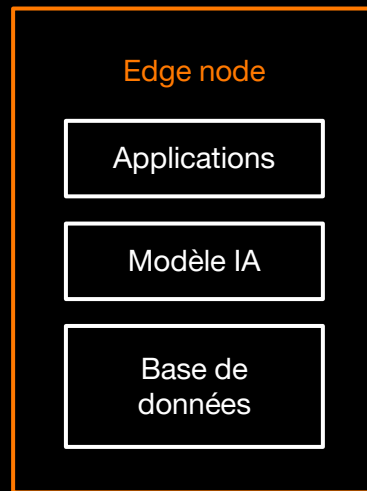 Edge node
Applications
Modèle IA
Base de
données